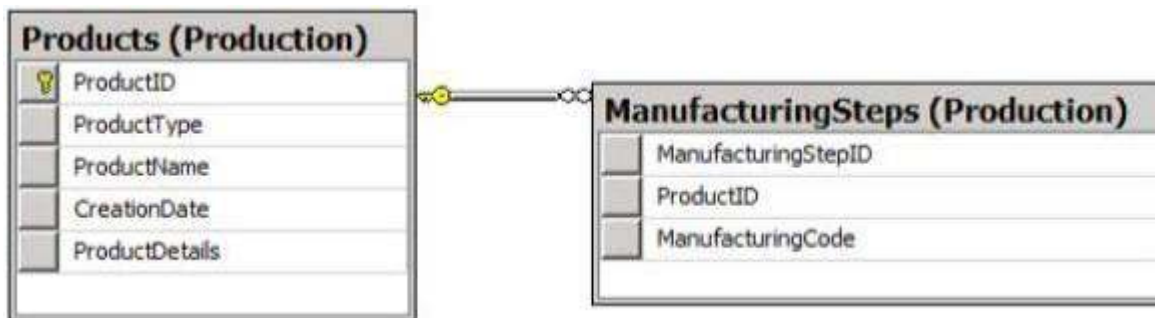 Products (Production)
ProductID
ProductType
ProductName
CreationDate
ProductDetails
ManufacturingSteps (Production)
ManufacturingStepID
ProductID
ManufacturingCode